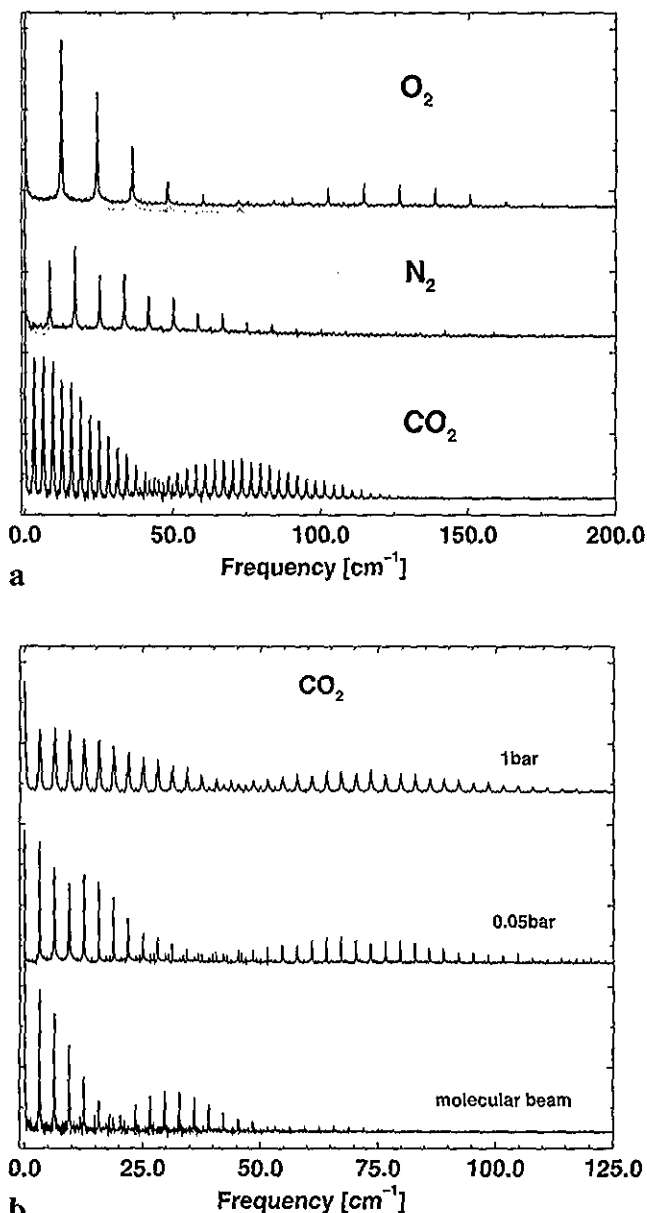 O₂
N₂
CO₂
0.0 50.0 100.0 150.0 200.0
Frequency [cm⁻¹]
a
CO₂
1bar
0.05bar
molecular beam
0.0 25.0 50.0 75.0 100.0 125.0
Frequency [cm⁻¹]
b